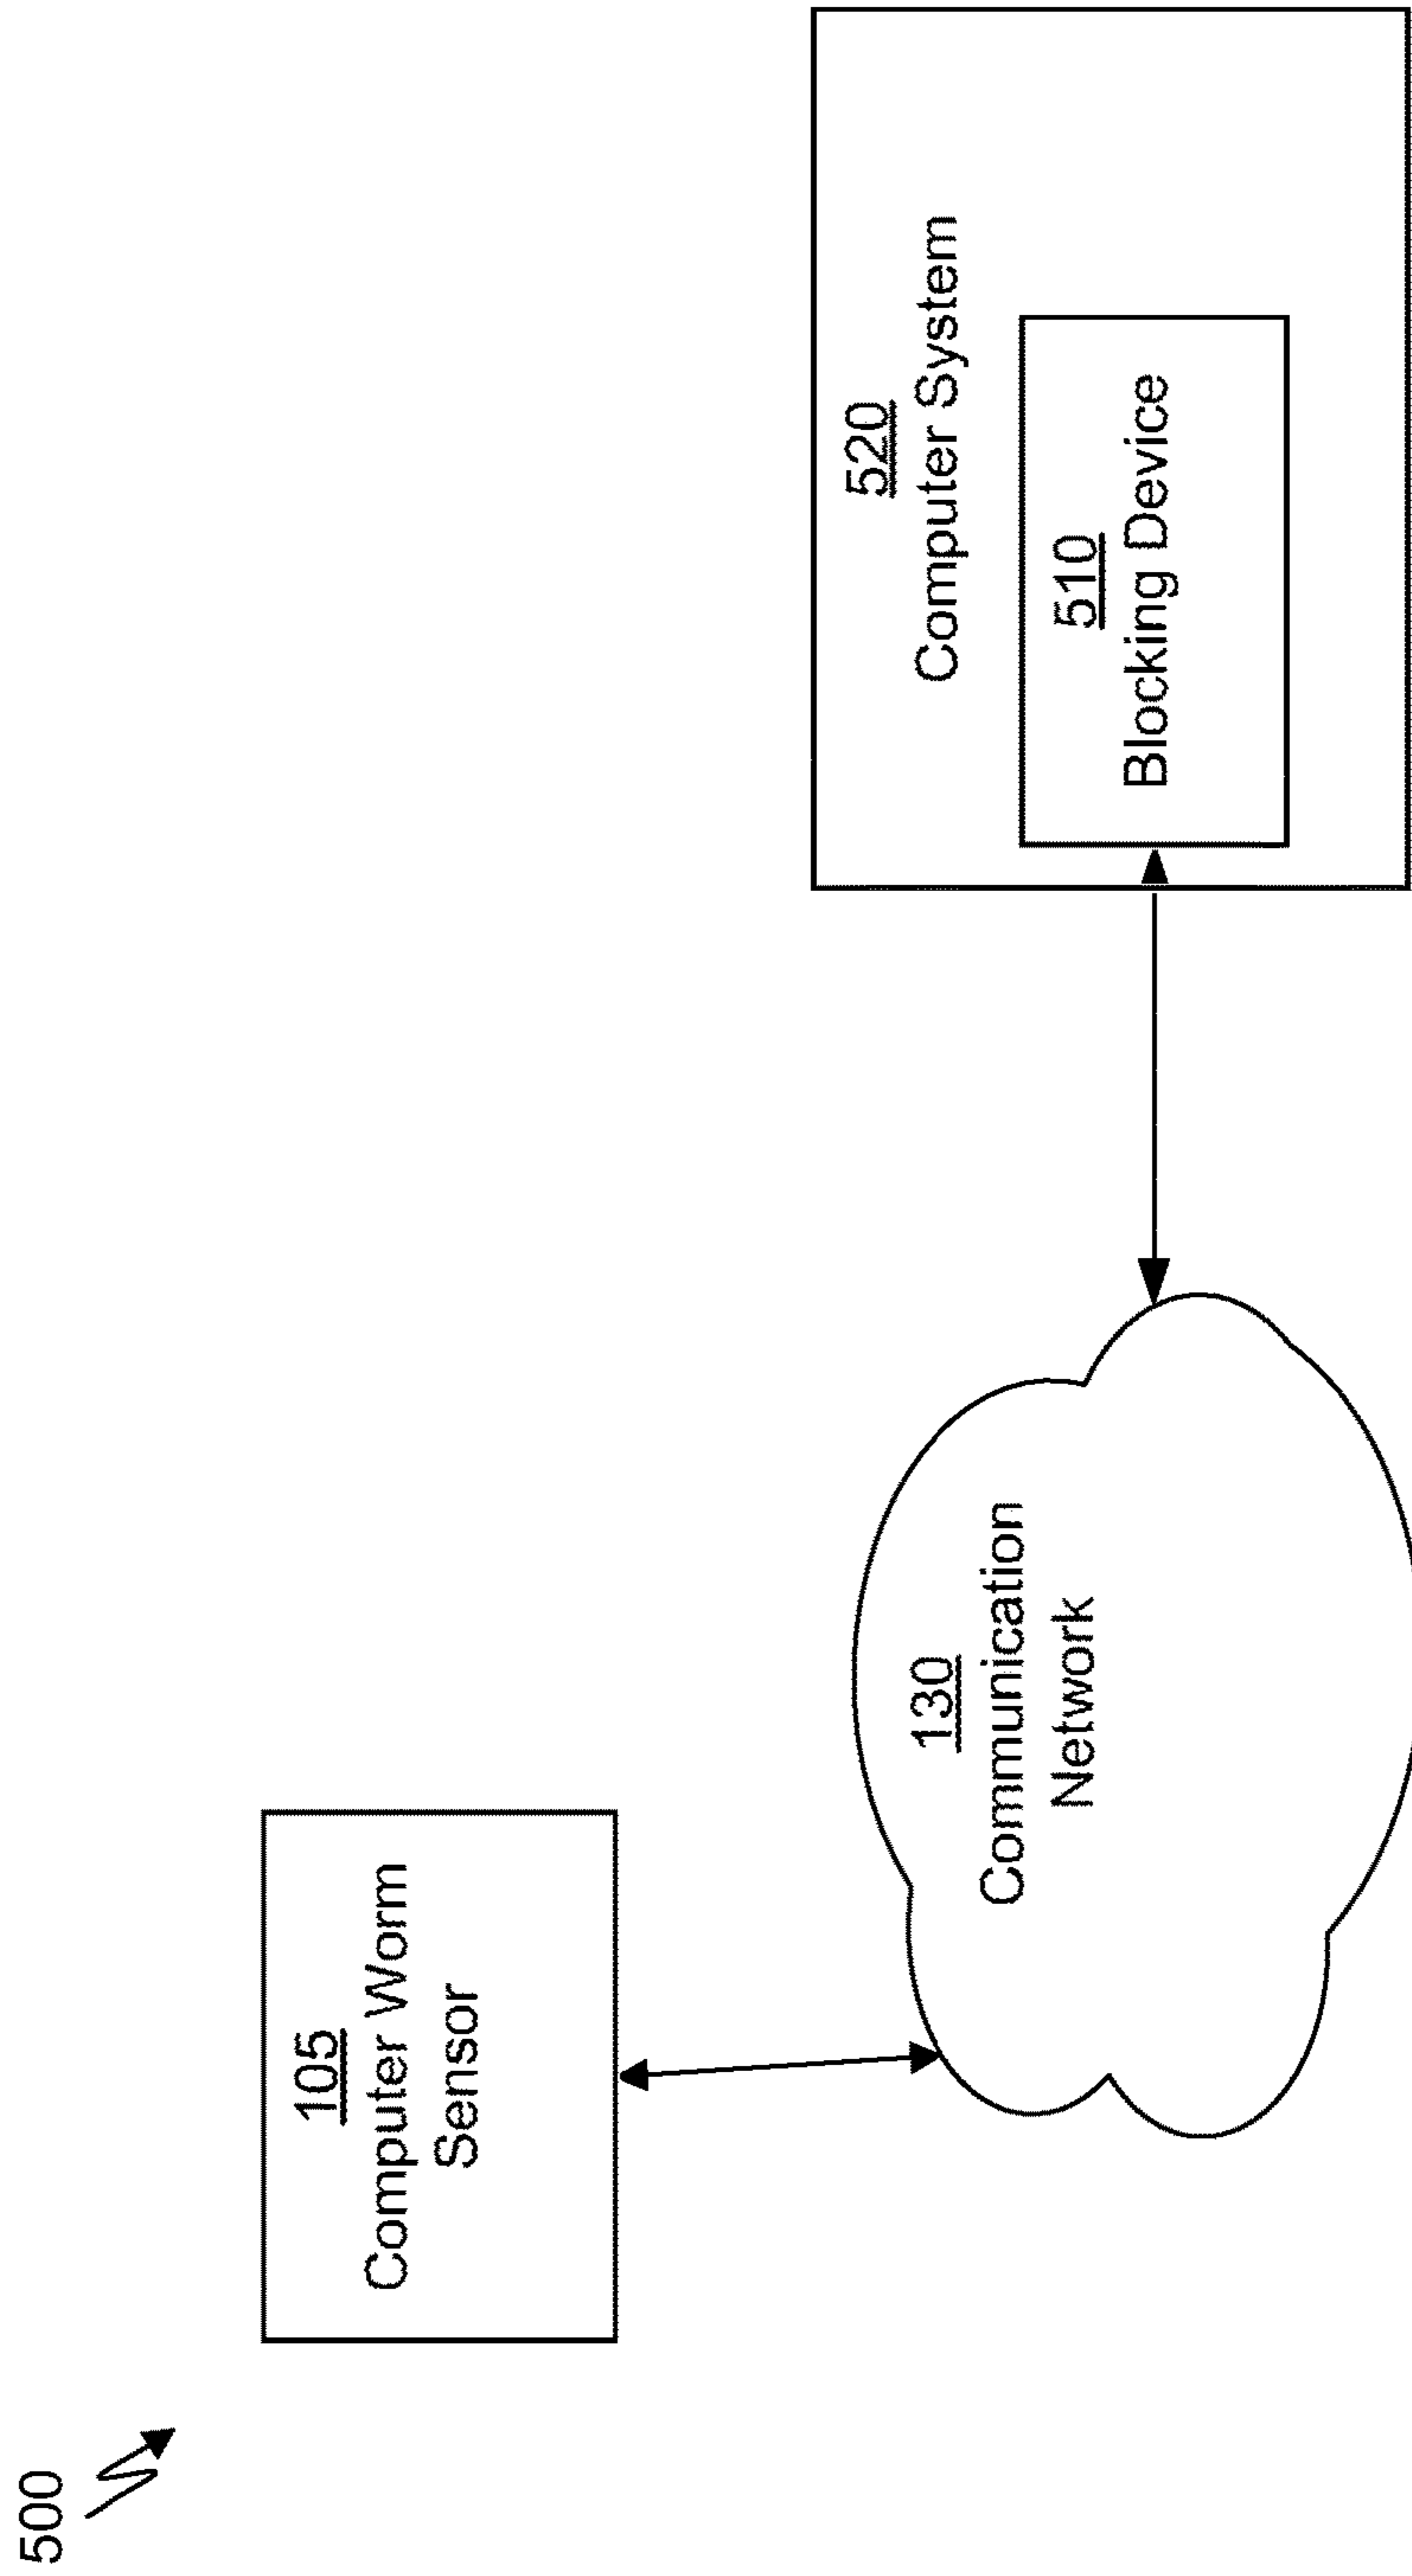 500
105
Computer Worm
Sensor
130
Communication
Network
520
Computer System
510
Blocking Device